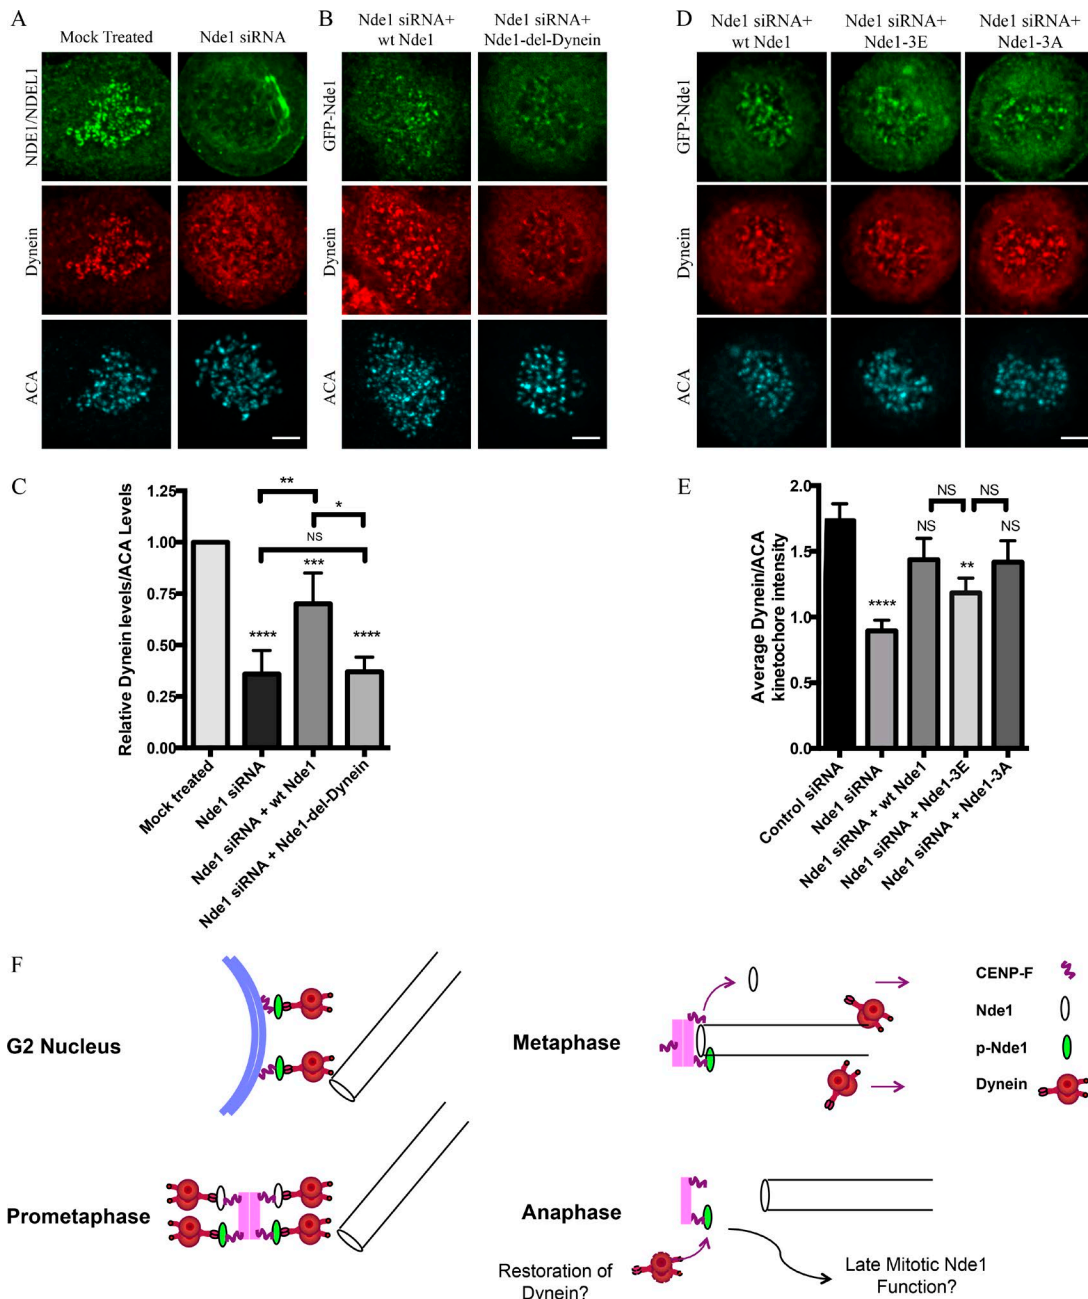 A
Mock Treated
Nde1 siRNA
NDE1/NDEL1
Dynein
ACA
B
Nde1 siRNA+
wt Nde1
Nde1 siRNA+
Nde1-del-Dynein
GFP-Nde1
Dynein
ACA
D
Nde1 siRNA+
wt Nde1
Nde1 siRNA+
Nde1-3E
Nde1 siRNA+
Nde1-3A
GFP-Nde1
Dynein
ACA
C
Relative Dynein levels/ACA Levels
1.25
1.00
0.75
0.50
0.25
0.00
**
*
NS
***
****
****
Mock treated
Nde1 siRNA
Nde1 siRNA + wt Nde1
Nde1 siRNA + Nde1-del-Dynein
E
Average Dynein/ACA
kinetochore intensity
2.0
1.5
1.0
0.5
0.0
NS
NS
NS
NS
**
****
Control siRNA
Nde1 siRNA
Nde1 siRNA + wt Nde1
Nde1 siRNA + Nde1-3E
Nde1 siRNA + Nde1-3A
F
G2 Nucleus
Prometaphase
Metaphase
Anaphase
CENP-F
Nde1
p-Nde1
Dynein
Restoration of
Dynein?
Late Mitotic Nde1
Function?